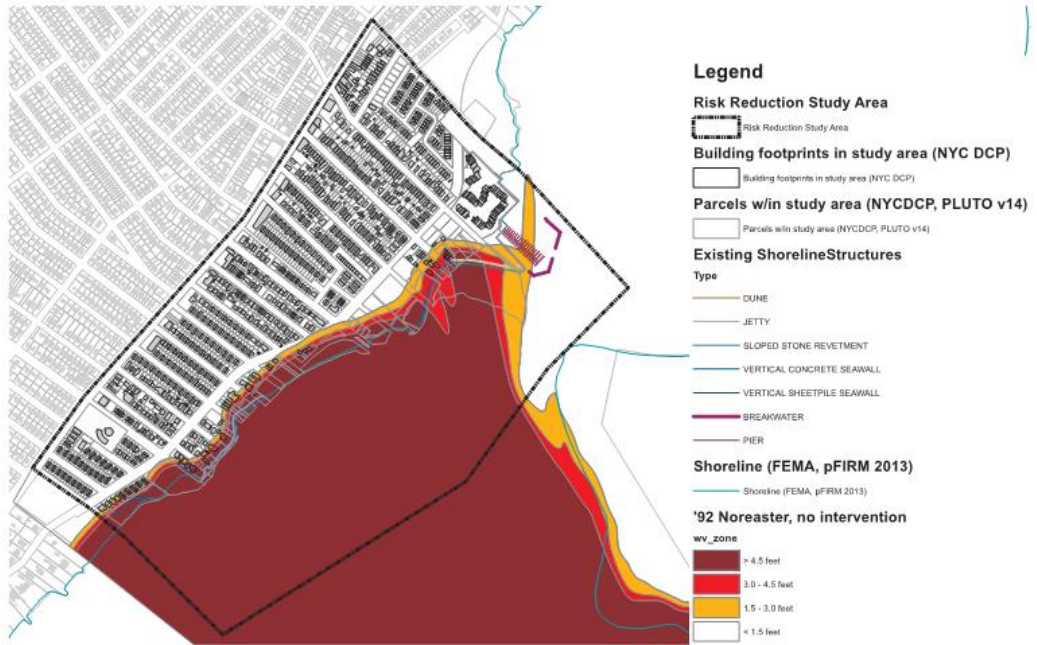 Legend
Risk Reduction Study Area
Risk Reduction Study Area
Building footprints in study area (NYC DCP)
Building footprints in study area (NYC DCP)
Parcels w/in study area (NYCDCP, PLUTO v14)
Parcels w/in study area (NYCDCP, PLUTO v14)
Existing ShorelineStructures
Type
DUNE
JETTY
SLOPED STONE REVETMENT
VERTICAL CONCRETE SEAWALL
VERTICAL SHEETPILE SEAWALL
BREAKWATER
PIER
Shoreline (FEMA, pFIRM 2013)
Shoreline (FEMA, pFIRM 2013)
'92 Noreaster, no intervention
wv_zone
> 4.5 feet
3.0 - 4.5 feet
1.5 - 3.0 feet
< 1.5 feet